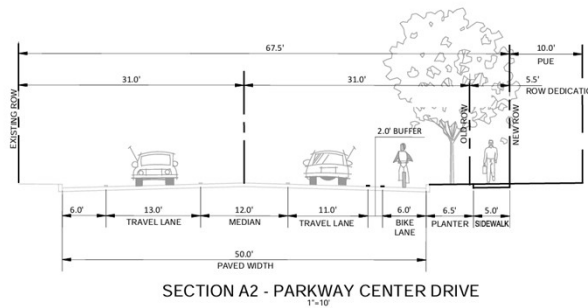 67.5'
10.0'
PUE
31.0'
31.0'
5.5'
ROW DEDICATION
EXISTING ROW
OLD ROW
NEW ROW
2.0' BUFFER
6.0'
13.0'
12.0'
11.0'
6.0'
6.5'
5.0'
TRAVEL LANE
MEDIAN
TRAVEL LANE
BIKE
LANE
PLANTER
SIDEWALK
50.0'
PAVED WIDTH
SECTION A2 - PARKWAY CENTER DRIVE
1"=10'